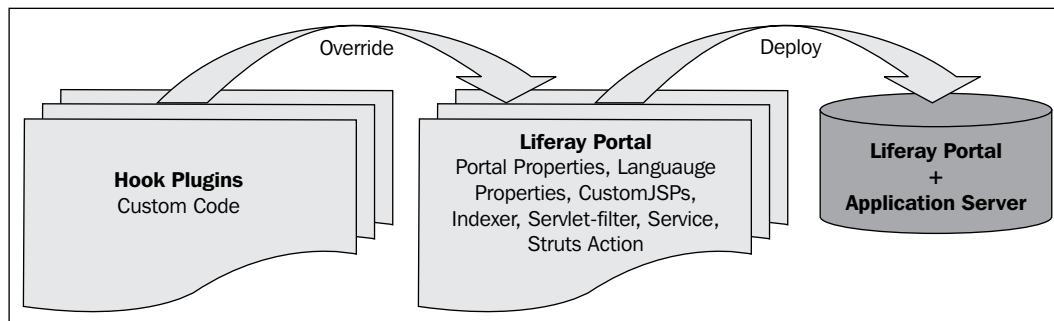 Override
Deploy
Hook Plugins
Custom Code
Liferay Portal
Portal Properties, Languauge
Properties, CustomJSPs,
Indexer, Servlet-filter, Service,
Struts Action
Liferay Portal
+
Application Server